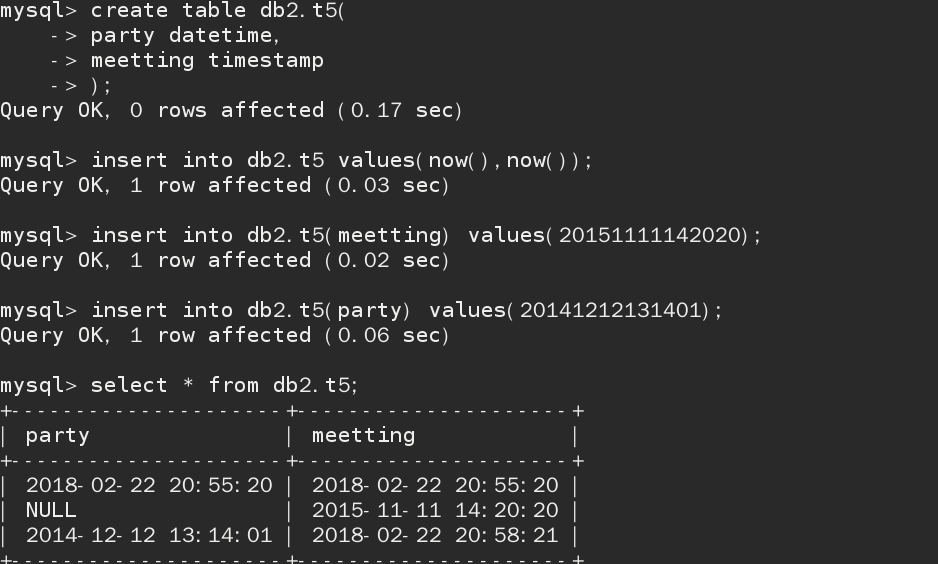 mysql> create table db2.t5(
    -> party datetime,
    -> meetting timestamp
    -> );
Query OK, 0 rows affected (0.17 sec)
mysql> insert into db2.t5 values(now(),now());
Query OK, 1 row affected (0.03 sec)
mysql> insert into db2.t5(meetting) values(20151111142020);
Query OK, 1 row affected (0.02 sec)
mysql> insert into db2.t5(party) values(20141212131401);
Query OK, 1 row affected (0.06 sec)
mysql> select * from db2.t5;
+---------------------+---------------------+
| party               | meetting            |
+---------------------+---------------------+
| 2018-02-22 20:55:20 | 2018-02-22 20:55:20 |
| NULL                | 2015-11-11 14:20:20 |
| 2014-12-12 13:14:01 | 2018-02-22 20:58:21 |
+---------------------+---------------------+